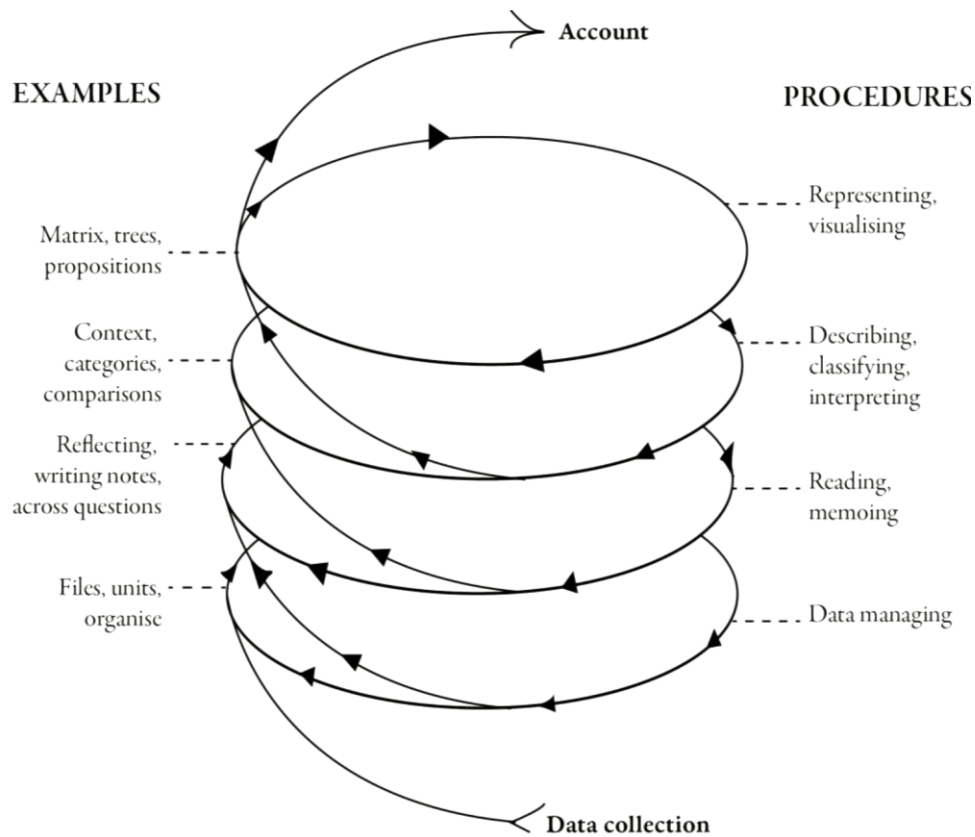 Account
EXAMPLES
PROCEDURES
Representing,
visualising
Matrix, trees,
propositions
Context,
categories,
comparisons
Describing,
classifying,
interpreting
Reflecting,
writing notes,
across questions
Reading,
memoing
Files, units,
organise
Data managing
Data collection